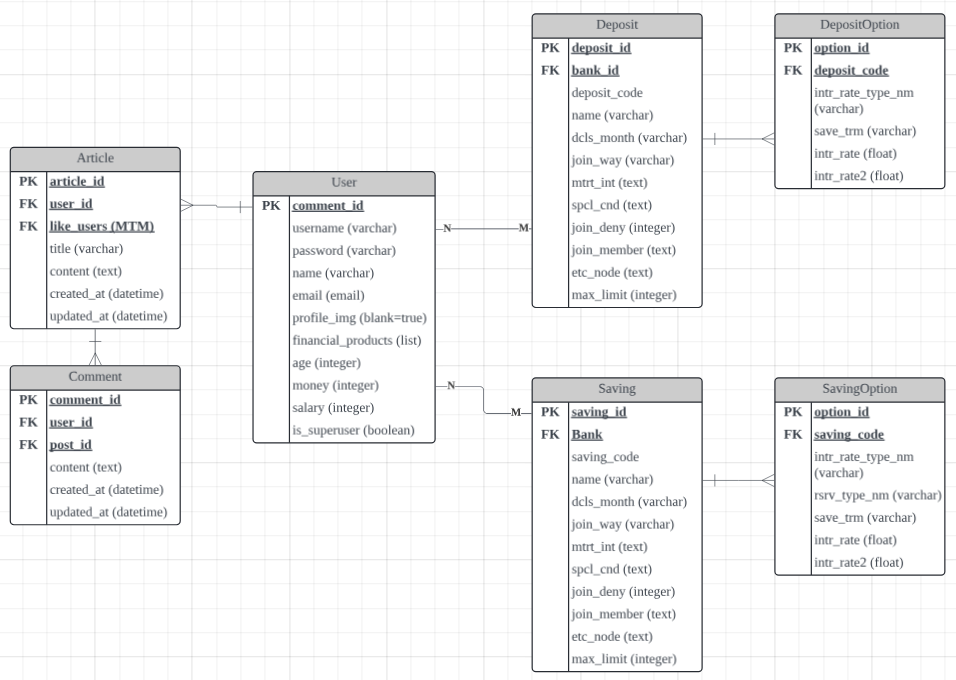 Article
PK article_id
FK user_id
FK like_users (MTM)
title (varchar)
content (text)
created_at (datetime)
updated_at (datetime)
Comment
PK comment_id
FK user_id
FK post_id
content (text)
created_at (datetime)
updated_at (datetime)
User
PK comment_id
username (varchar)
password (varchar)
name (varchar)
email (email)
profile_img (blank=true)
financial_products (list)
age (integer)
money (integer)
salary (integer)
is_superuser (boolean)
N M
N
M
Deposit
PK deposit_id
FK bank_id
deposit_code
name (varchar)
dcls_month (varchar)
join_way (varchar)
mtrt_int (text)
spcl_cnd (text)
join_deny (integer)
join_member (text)
etc_node (text)
max_limit (integer)
DepositOption
PK option_id
FK deposit_code
intr_rate_type_nm
(varchar)
save_trm (varchar)
intr_rate (float)
intr_rate2 (float)
Saving
PK saving_id
FK Bank
saving_code
name (varchar)
dcls_month (varchar)
join_way (varchar)
mtrt_int (text)
spcl_cnd (text)
join_deny (integer)
join_member (text)
etc_node (text)
max_limit (integer)
SavingOption
PK option_id
FK saving_code
intr_rate_type_nm
(varchar)
rsrv_type_nm (varchar)
save_trm (varchar)
intr_rate (float)
intr_rate2 (float)